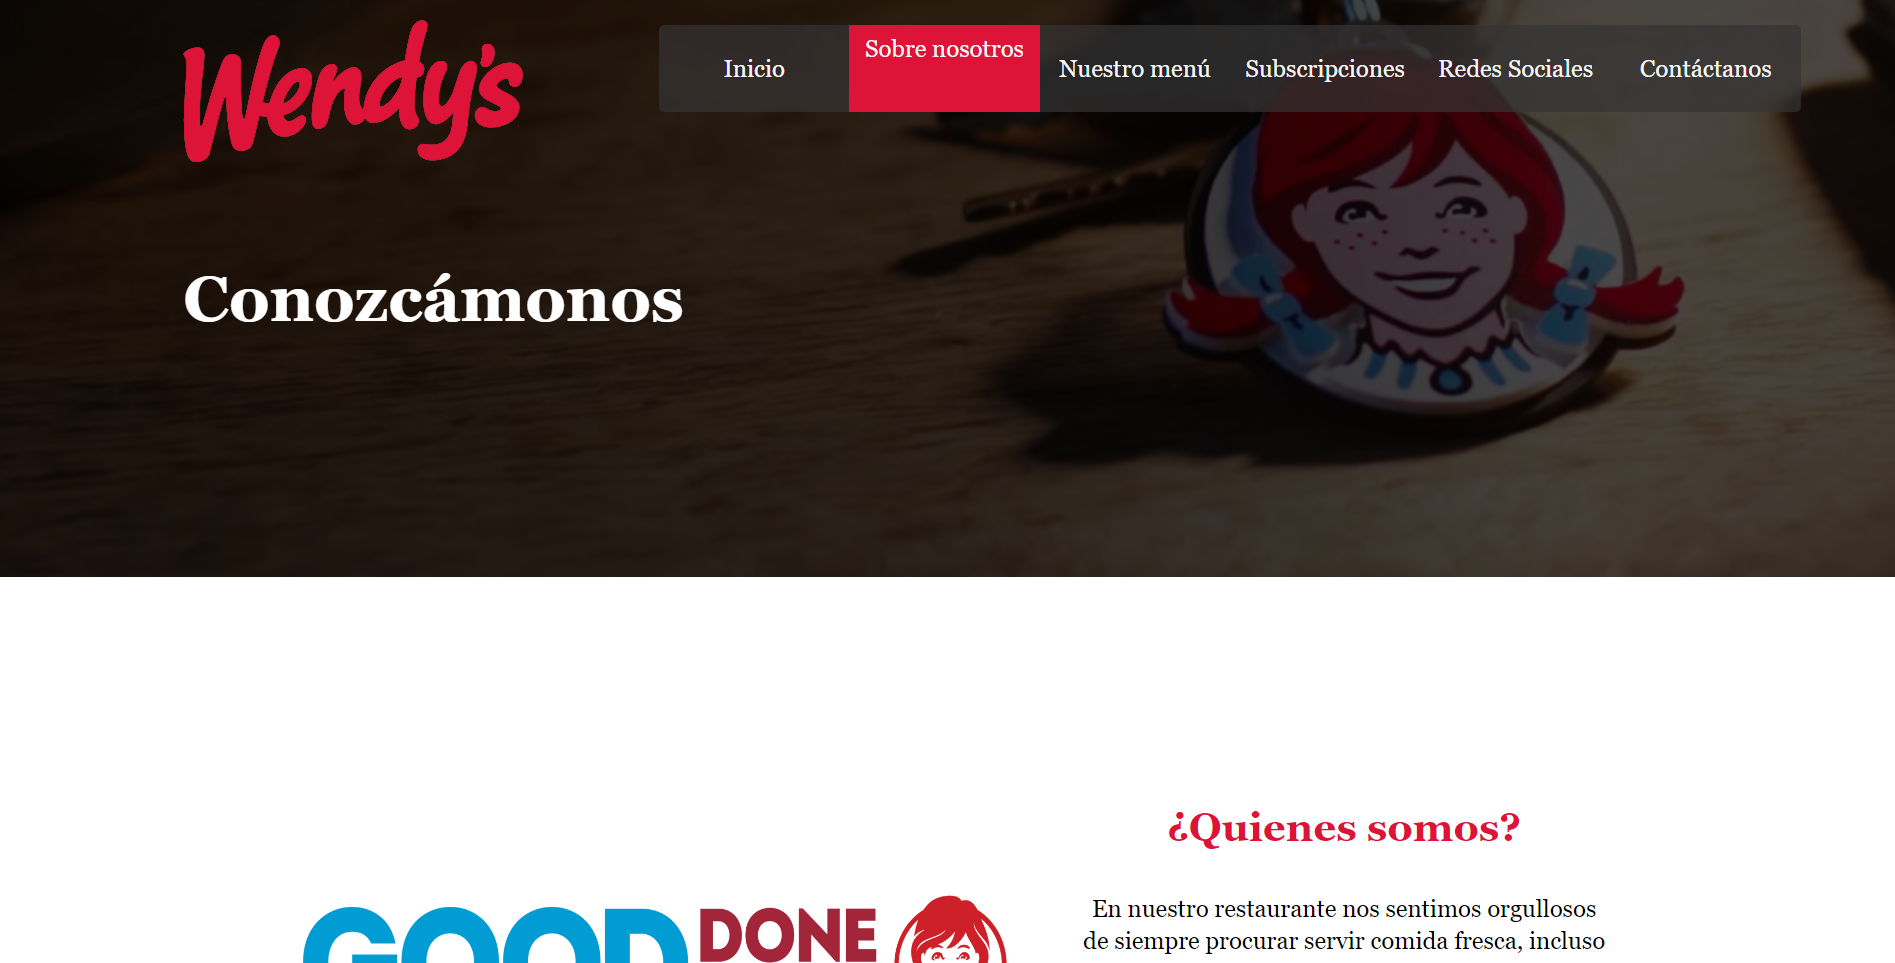 Wendy's
Inicio
Sobre nosotros
Nuestro menú
Subscripciones
Redes Sociales
Contáctanos
Conozcámonos
¿Quienes somos?
En nuestro restaurante nos sentimos orgullosos
de siempre procurar servir comida fresca, incluso
GOOD
DONE